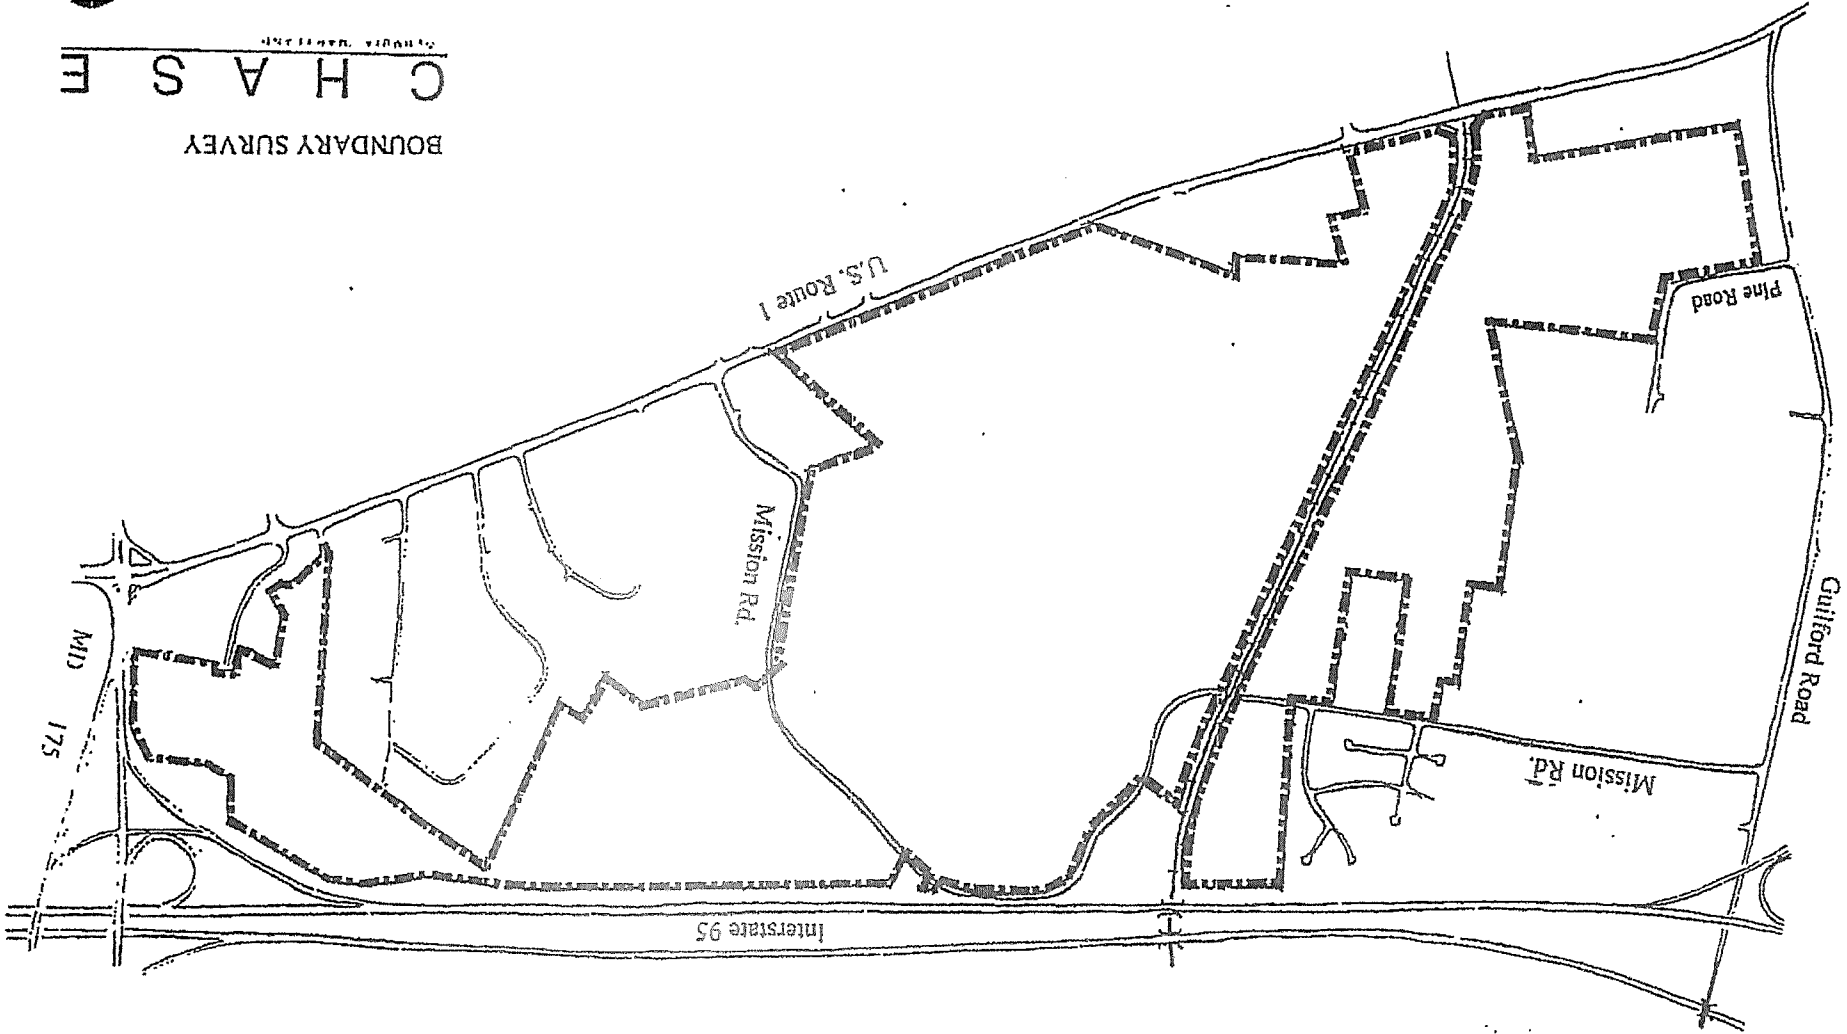 Interstate 95
Mission Rd.
Guilford Road
MD
175
Mission Rd.
Pine Road
U.S. Route 1
BOUNDARY SURVEY
CHASE